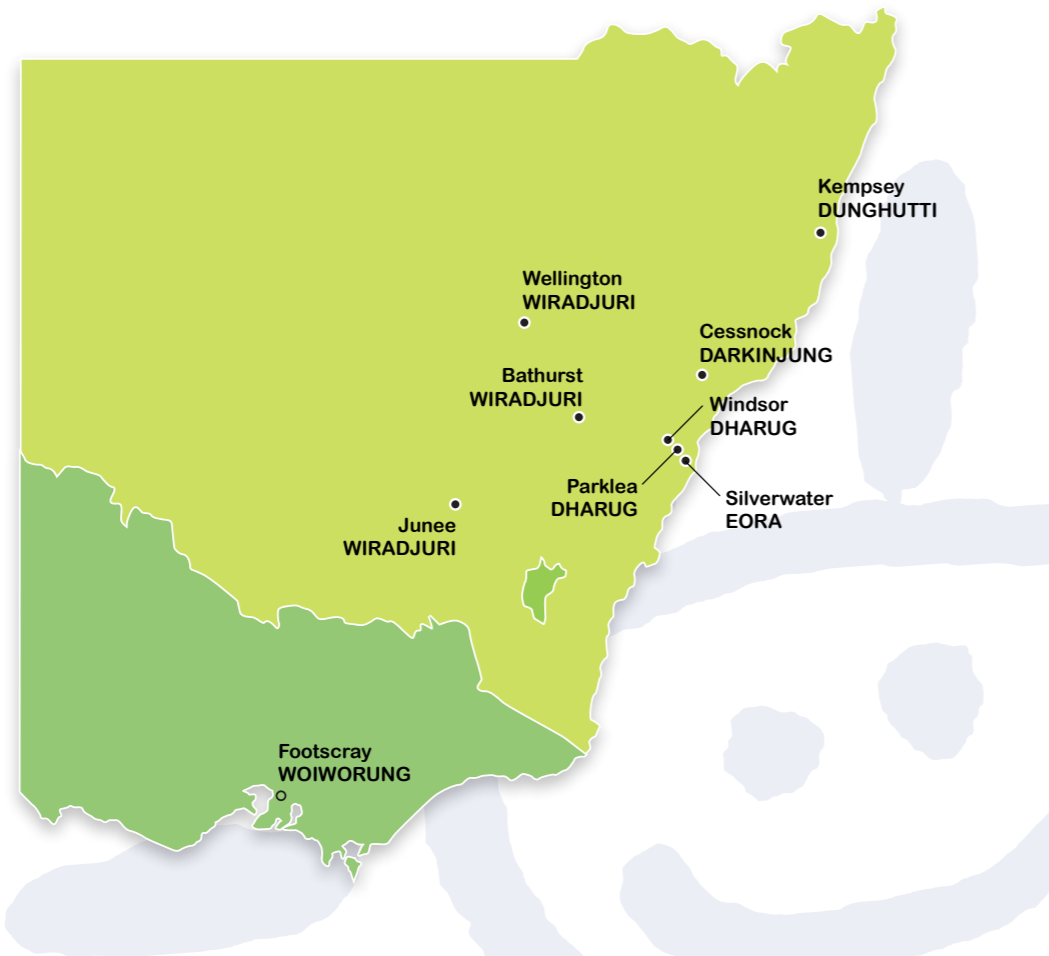 Kempsey
DUNGHUTTI
Wellington
WIRADJURI
Cessnock
DARKINJUNG
Bathurst
WIRADJURI
Windsor
DHARUG
Parklea
DHARUG
Silverwater
EORA
Junee
WIRADJURI
Footscray
WOIWORUNG